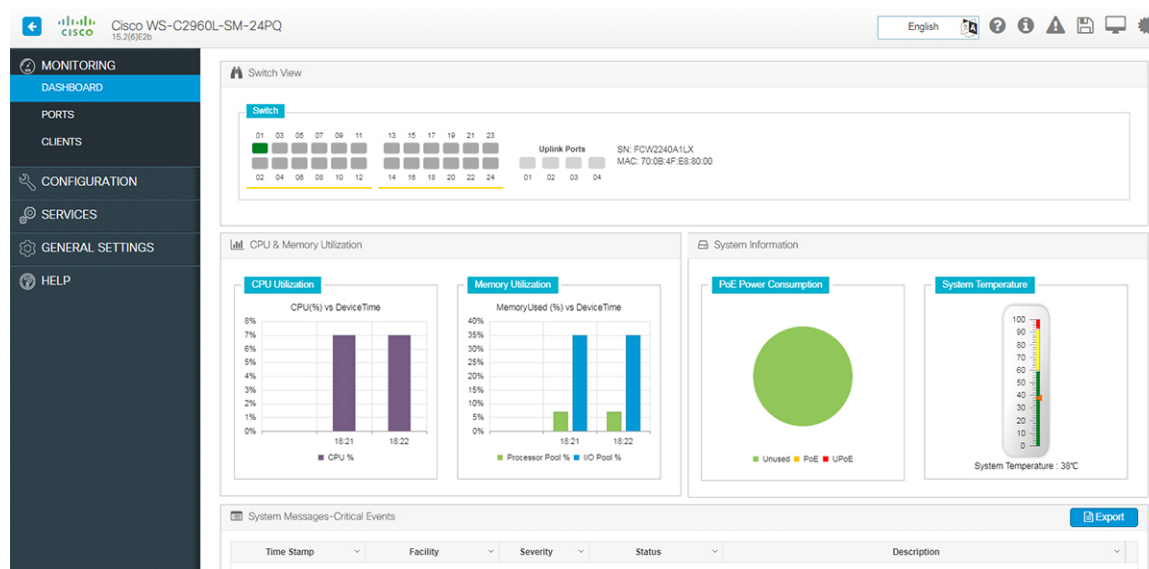 CISCO
Cisco WS-C2960L-SM-24PQ
15.2(6)E2b
English
MONITORING
DASHBOARD
PORTS
CLIENTS
CONFIGURATION
SERVICES
GENERAL SETTINGS
HELP
Switch View
Switch
01 03 05 07 09 11 13 15 17 19 21 23
02 04 06 08 10 12 14 16 18 20 22 24
Uplink Ports
01 02 03 04
SN: FCW2240A1LX
MAC: 70:0B:4F:E8:80:00
CPU & Memory Utilization
CPU Utilization
CPU(%) vs DeviceTime
8%
7%
6%
5%
4%
3%
2%
1%
0%
18:21 18:22
CPU %
Memory Utilization
MemoryUsed (%) vs DeviceTime
40%
35%
30%
25%
20%
15%
10%
5%
0%
18:21 18:22
Processor Pool % I/O Pool %
System Information
PoE Power Consumption
Unused PoE UPoE
System Temperature
100
90
80
70
60
50
40
30
20
10
0
System Temperature : 38°C
System Messages-Critical Events
Export
Time Stamp Facility Severity Status Description